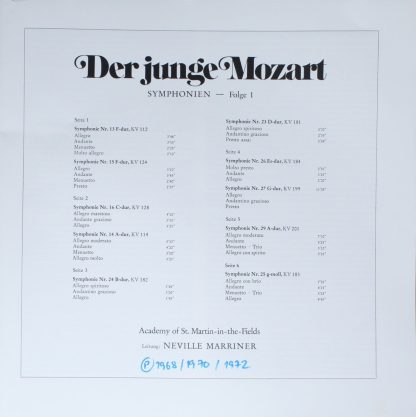 Der junge Mozart
SYMPHONIEN — Folge 1
Seite 1
Symphonie Nr. 13 F-dur, KV 112
Allegro
Andante
Menuetto
Molto allegro
Symphonie Nr. 15 F-dur, KV 124
Allegro
Andante
Menuetto
Presto
Seite 2
Symphonie Nr. 16 C-dur, KV 128
Allegro maestoso
Andante grazioso
Allegro
Symphonie Nr. 14 A-dur, KV 114
Allegro moderato
Andante
Menuetto
Allegro molto
Seite 3
Symphonie Nr. 24 B-dur, KV 182
Allegro spiritoso
Andantino grazioso
Allegro
Symphonie Nr. 23 D-dur, KV 181
Allegro spiritoso
Andantino grazioso
Presto assai
Seite 4
Symphonie Nr. 26 Es-dur, KV 184
Molto presto
Andante
Allegro
Symphonie Nr. 27 G-dur, KV 199
Allegro
Andantino grazioso
Presto
Seite 5
Symphonie Nr. 29 A-dur, KV 201
Allegro moderato
Andante
Menuetto - Trio
Allegro con spirito
Seite 6
Symphonie Nr. 25 g-moll, KV 183
Allegro con brio
Andante
Menuetto - Trio
Allegro
Academy of St. Martin-in-the-Fields
Leitung: NEVILLE MARRINER
Ⓟ 1968/1970/1972